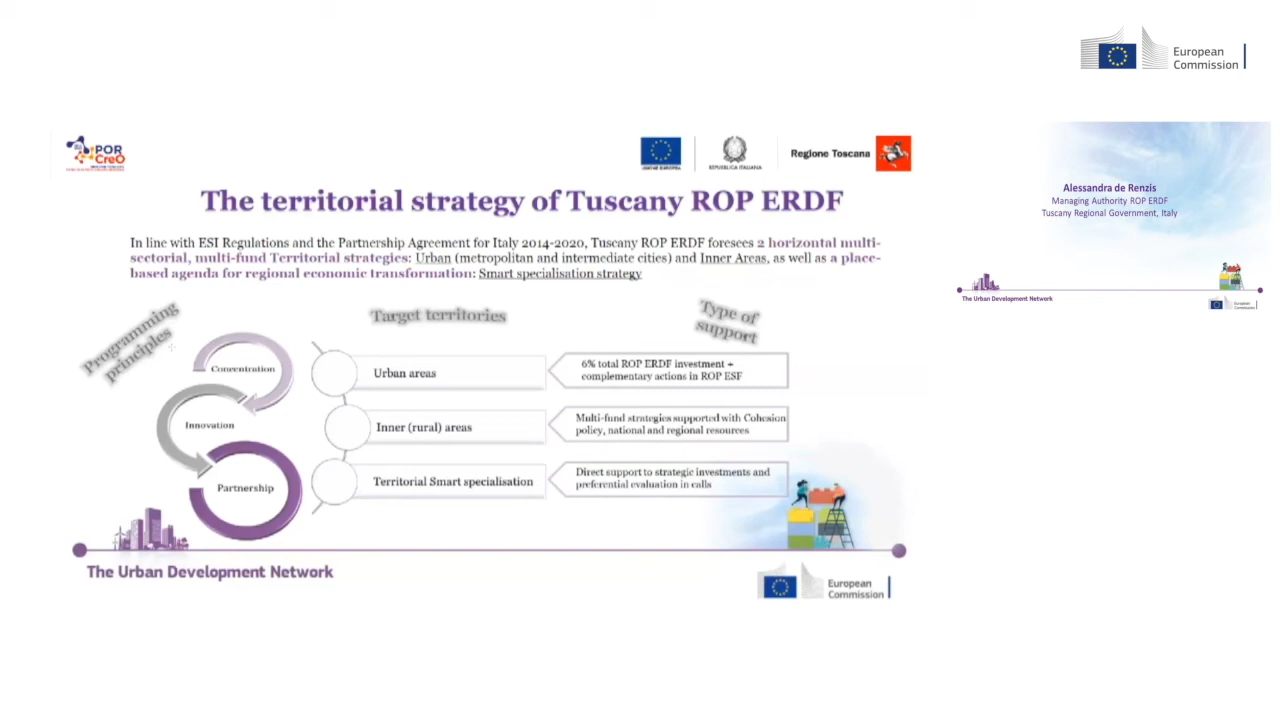 European
Commission
POR
CreO
UNIONE EUROPEA
REPUBBLICA ITALIANA
Regione Toscana
The territorial strategy of Tuscany ROP ERDF
In line with ESI Regulations and the Partnership Agreement for Italy 2014-2020, Tuscany ROP ERDF foresees 2 horizontal multi-
sectorial, multi-fund Territorial strategies: Urban (metropolitan and intermediate cities) and Inner Areas, as well as a place-
based agenda for regional economic transformation: Smart specialisation strategy
Programming
principles
Target territories
Type of
support
Concentration
Urban areas
6% total ROP ERDF investment +
complementary actions in ROP ESF
Innovation
Inner (rural) areas
Multi-fund strategies supported with Cohesion
policy, national and regional resources
Partnership
Territorial Smart specialisation
Direct support to strategic investments and
preferential evaluation in calls
The Urban Development Network
European
Commission
Alessandra de Renzis
Managing Authority ROP ERDF
Tuscany Regional Government, Italy
The Urban Development Network
European
Commission